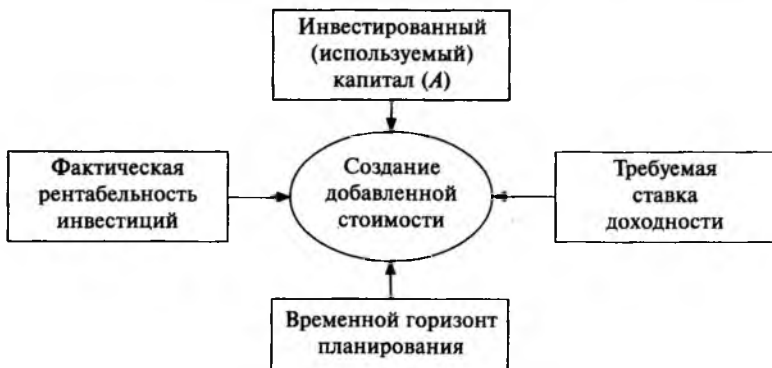 Инвестированный
(используемый)
капитал (A)
Фактическая
рентабельность
инвестиций
Создание
добавленной
стоимости
Требуемая
ставка
доходности
Временной горизонт
планирования